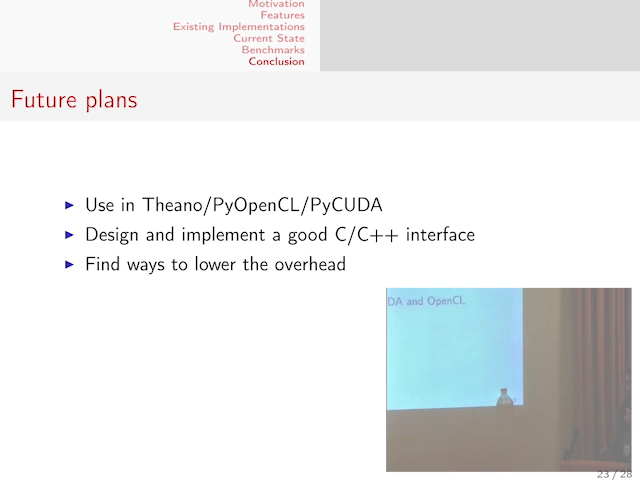 Motivation
Features
Existing Implementations
Current State
Benchmarks
Conclusion
Future plans
Use in Theano/PyOpenCL/PyCUDA
Design and implement a good C/C++ interface
Find ways to lower the overhead
DA and OpenCL
23 / 28